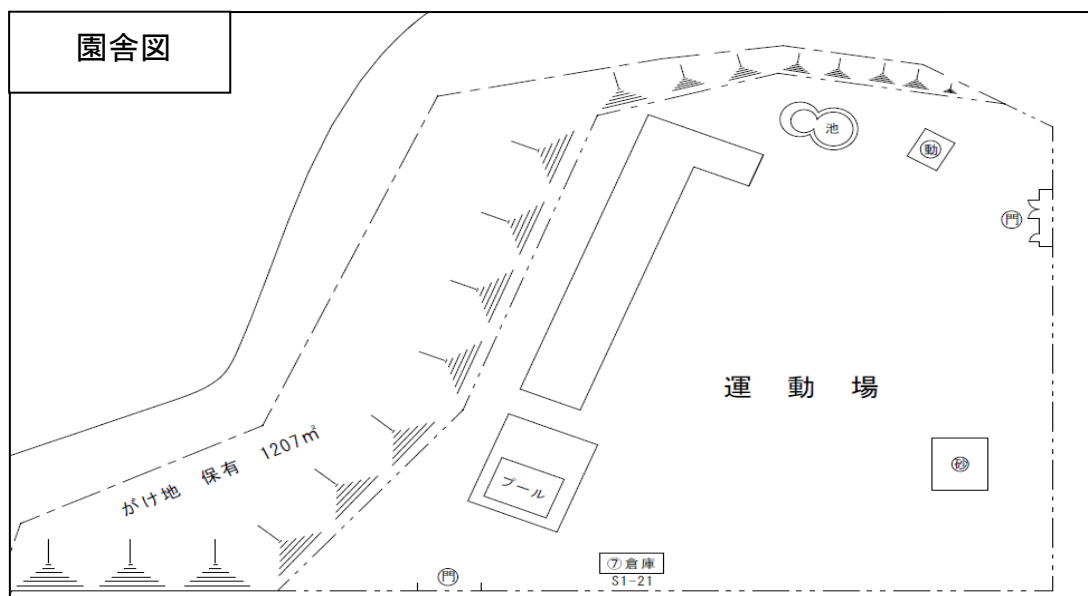 園舎図
池
動
門
運動場
がけ地 保有 1207㎡
砂
プール
⑦倉庫
S1-21
門